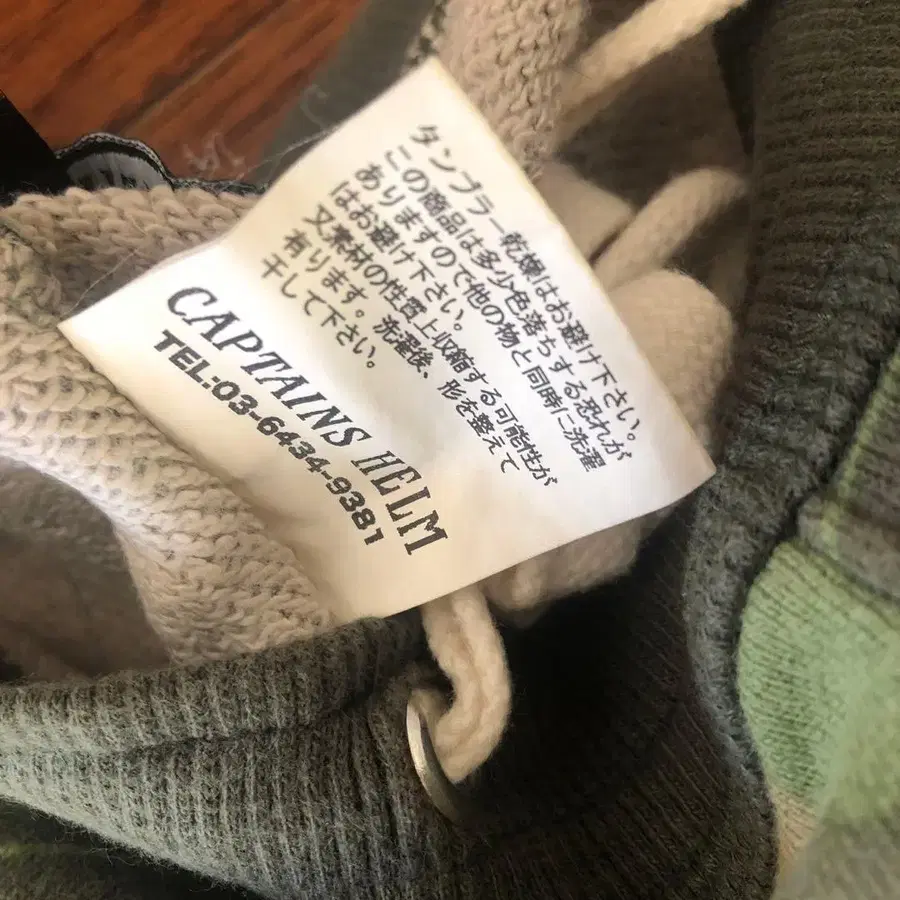 タンブラー乾燥はお避け下さい。
この商品は多少色落ちする恐れが
ありますので他の物と同時に洗濯
はお避け下さい。
又素材の性質上収縮する可能性が
有ります。洗濯後、形を整えて
干して下さい。
CAPTAINS HELM
TEL:03-6434-9381